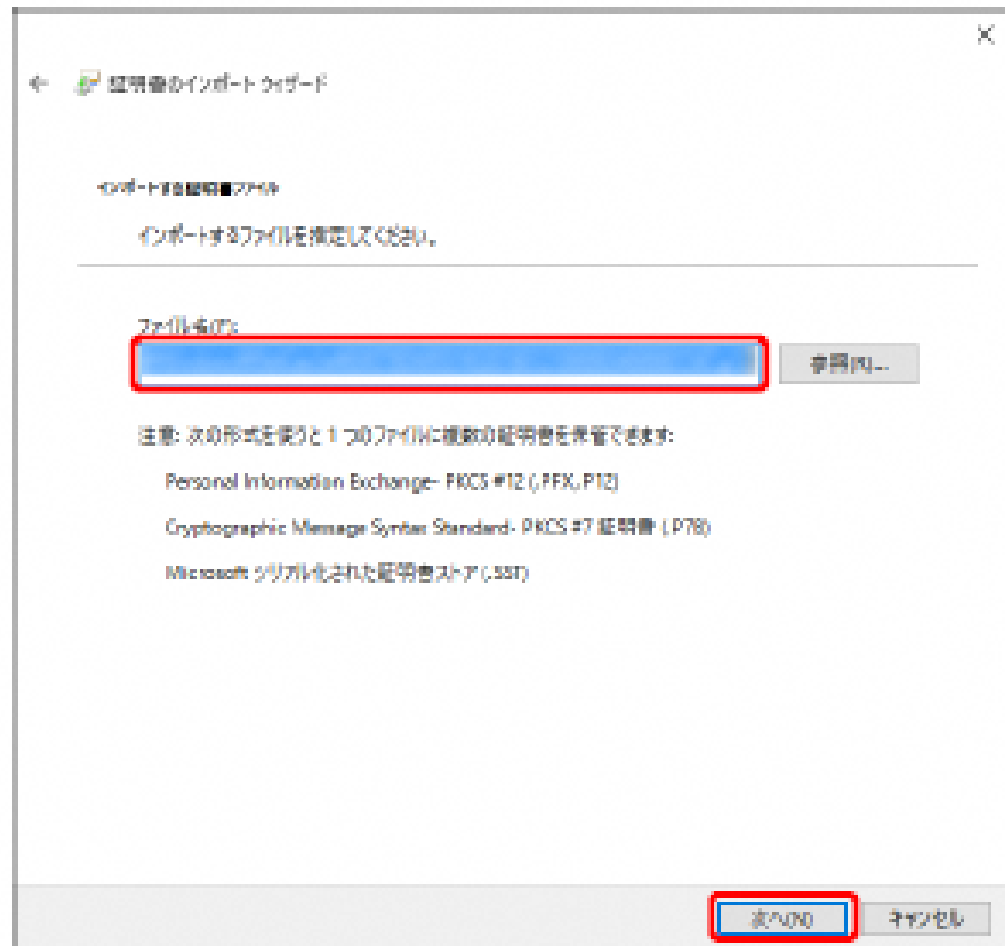 証明書のインポート ウィザード
インポートする証明書ファイル
インポートするファイルを指定してください。
ファイル名(F):
参照(R)...
注意: 次の形式を使うと 1 つのファイルに複数の証明書を保管できます:
Personal Information Exchange- PKCS #12 (.PFX,.P12)
Cryptographic Message Syntax Standard- PKCS #7 証明書 (.P7B)
Microsoft シリアル化された証明書ストア (.SST)
次へ(N)
キャンセル